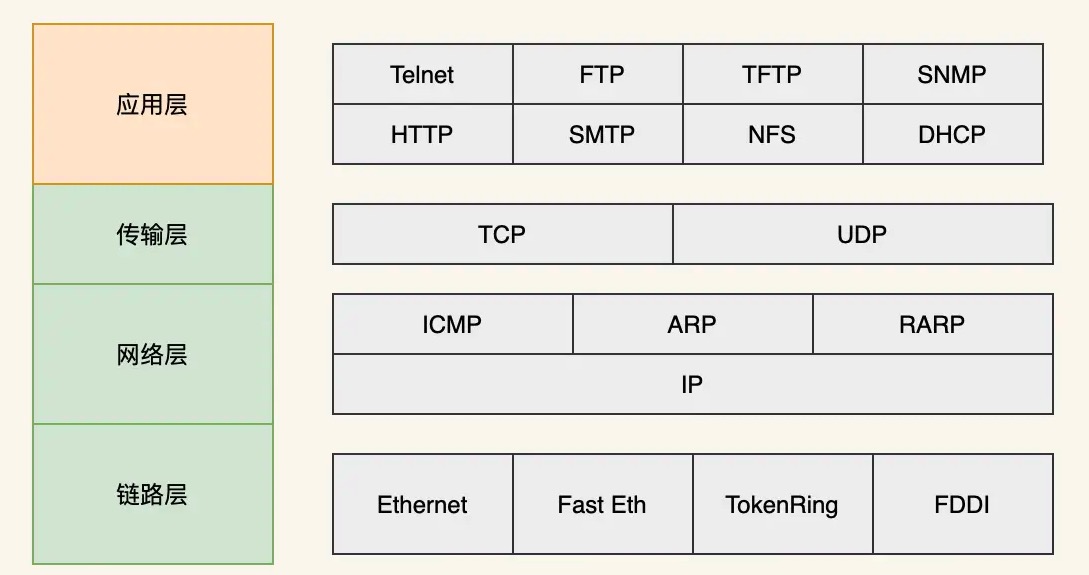 应用层
Telnet FTP TFTP SNMP
HTTP SMTP NFS DHCP
传输层
TCP UDP
网络层
ICMP ARP RARP
IP
链路层
Ethernet Fast Eth TokenRing FDDI